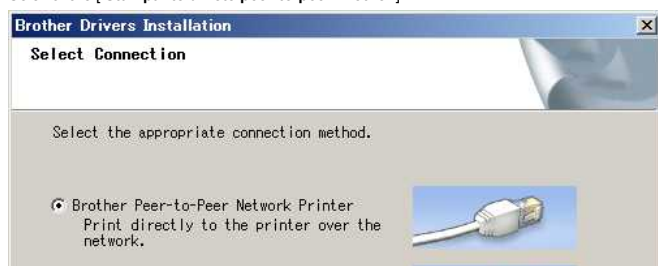 Brother Drivers Installation
Select Connection
Select the appropriate connection method.
Brother Peer-to-Peer Network Printer
Print directly to the printer over the
network.